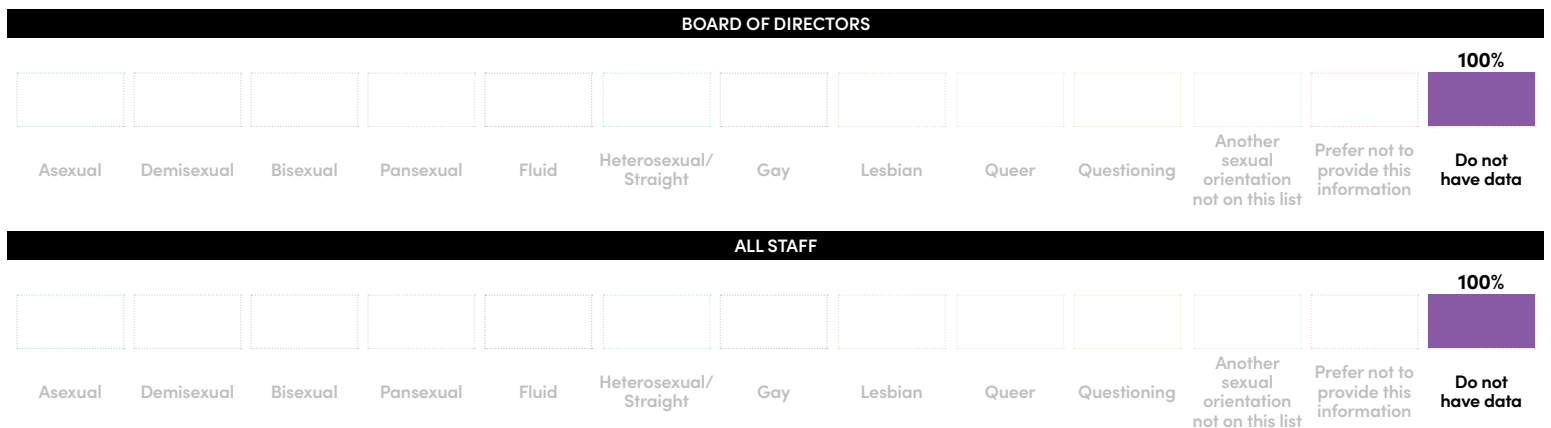 BOARD OF DIRECTORS
100%
Asexual
Demisexual
Bisexual
Pansexual
Fluid
Heterosexual/
Straight
Gay
Lesbian
Queer
Questioning
Another
sexual
orientation
not on this list
Prefer not to
provide this
information
Do not
have data
ALL STAFF
100%
Asexual
Demisexual
Bisexual
Pansexual
Fluid
Heterosexual/
Straight
Gay
Lesbian
Queer
Questioning
Another
sexual
orientation
not on this list
Prefer not to
provide this
information
Do not
have data